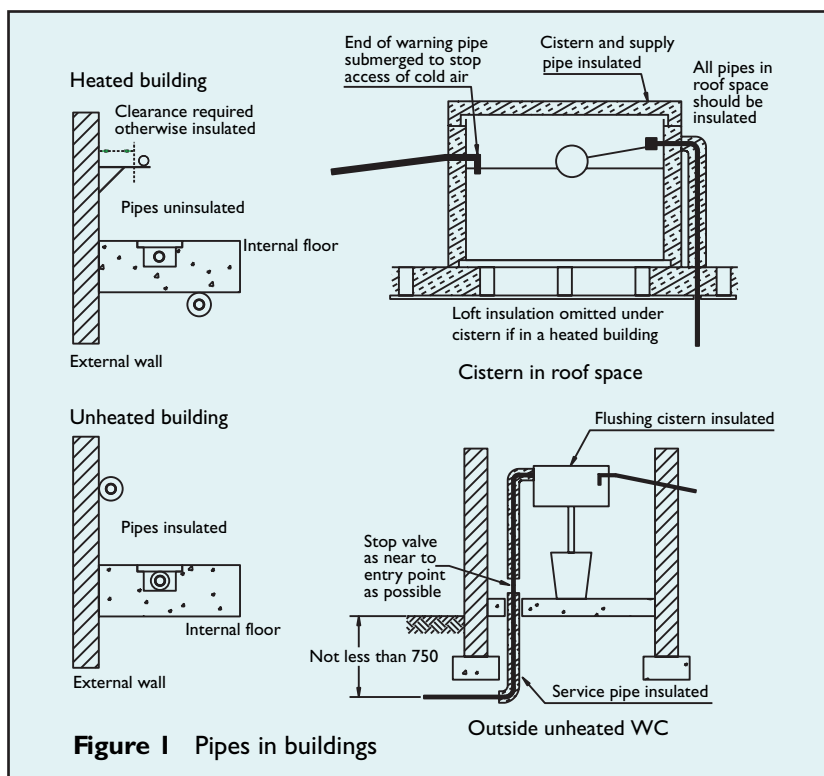 Heated building
Clearance required
otherwise insulated
Pipes uninsulated
Internal floor
External wall
End of warning pipe
submerged to stop
access of cold air
Cistern and supply
pipe insulated
All pipes in
roof space
should be
insulated
Loft insulation omitted under
cistern if in a heated building
Cistern in roof space
Unheated building
Pipes insulated
Internal floor
External wall
Flushing cistern insulated
Stop valve
as near to
entry point
as possible
Not less than 750
Service pipe insulated
Outside unheated WC
Figure 1 Pipes in buildings